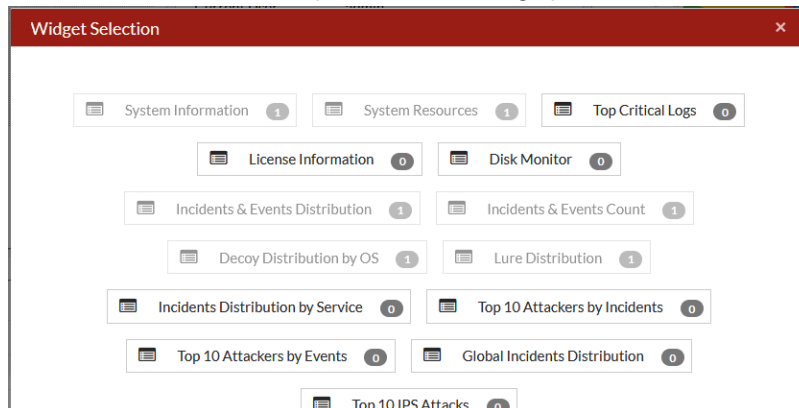 Widget Selection ×
System Information 1 System Resources 1 Top Critical Logs 0
License Information 0 Disk Monitor 0
Incidents & Events Distribution 1 Incidents & Events Count 1
Decoy Distribution by OS 1 Lure Distribution 1
Incidents Distribution by Service 0 Top 10 Attackers by Incidents 0
Top 10 Attackers by Events 0 Global Incidents Distribution 0
Top 10 IPS Attacks 0